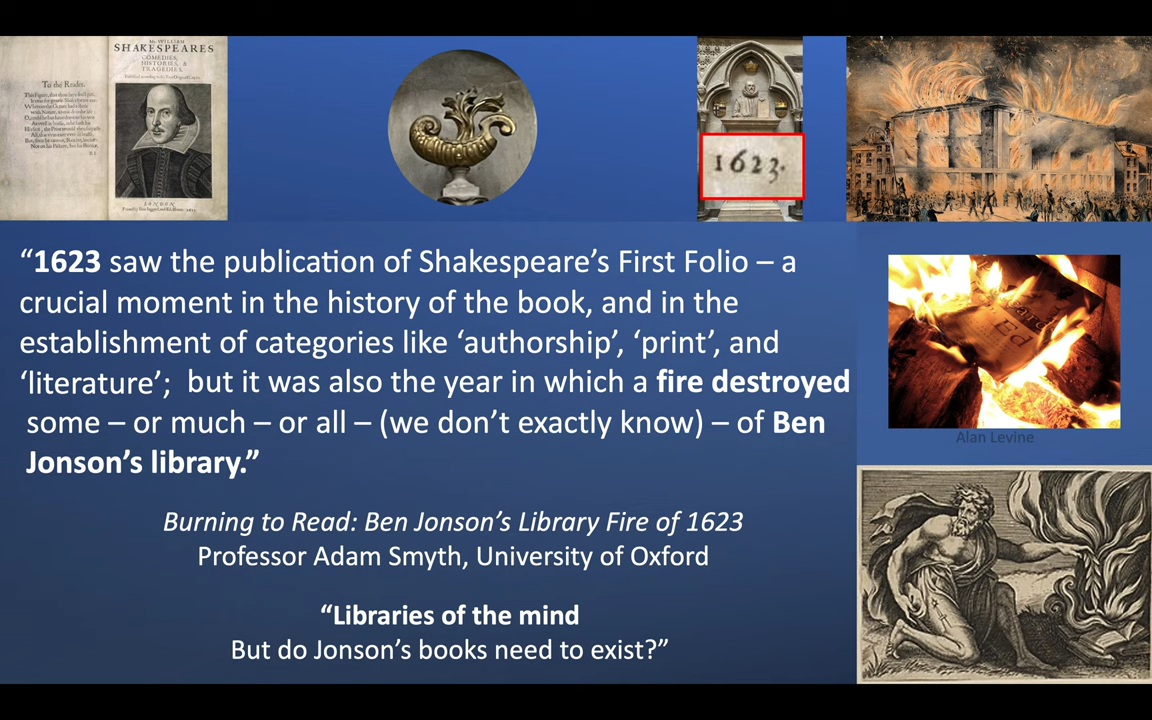 Mr. WILLIAM
SHAKESPEARES
COMEDIES,
HISTORIES, &
TRAGEDIES.
To the Reader.
LONDON
1623.
“1623 saw the publication of Shakespeare’s First Folio – a
crucial moment in the history of the book, and in the
establishment of categories like ‘authorship’, ‘print’, and
‘literature’; but it was also the year in which a fire destroyed
some – or much – or all – (we don’t exactly know) – of Ben
Jonson’s library.”
Alan Levine
Burning to Read: Ben Jonson’s Library Fire of 1623
Professor Adam Smyth, University of Oxford
“Libraries of the mind
But do Jonson’s books need to exist?”